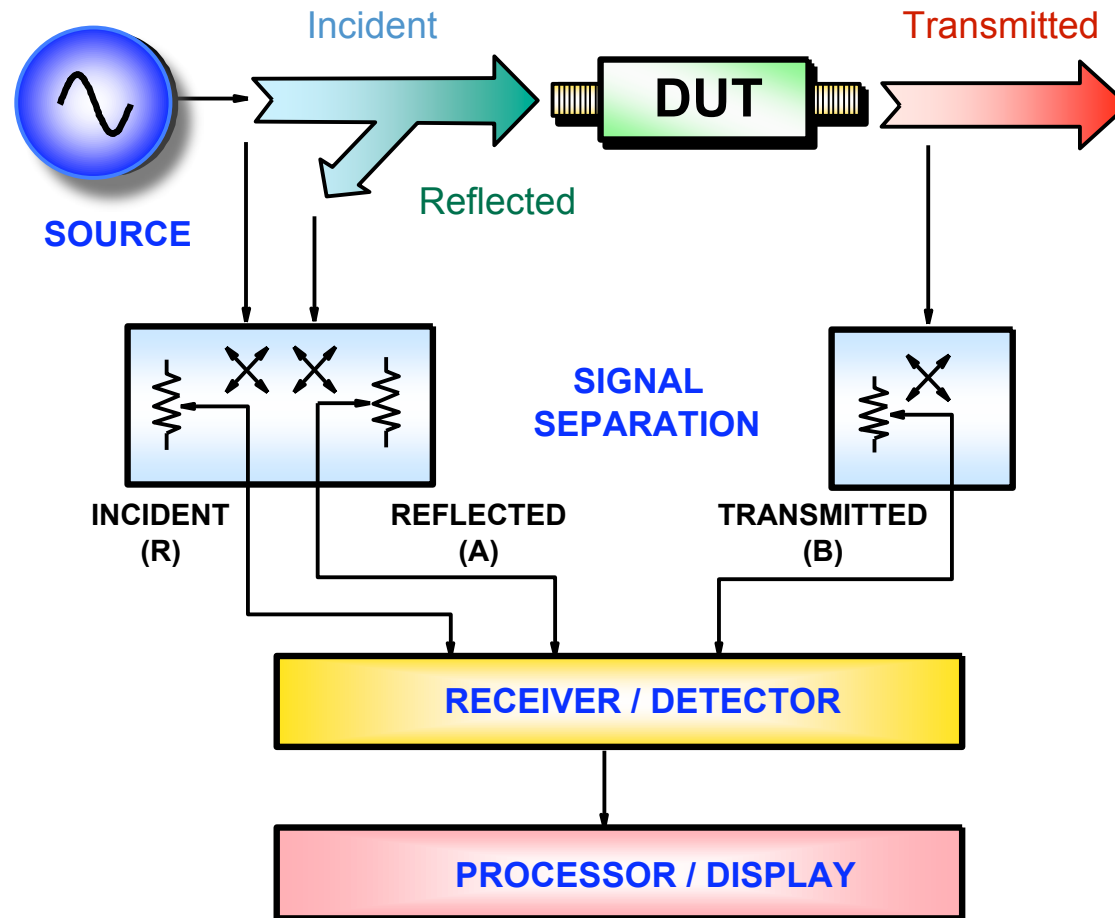 Incident
Transmitted
DUT
Reflected
SOURCE
SIGNAL
SEPARATION
INCIDENT
(R)
REFLECTED
(A)
TRANSMITTED
(B)
RECEIVER / DETECTOR
PROCESSOR / DISPLAY